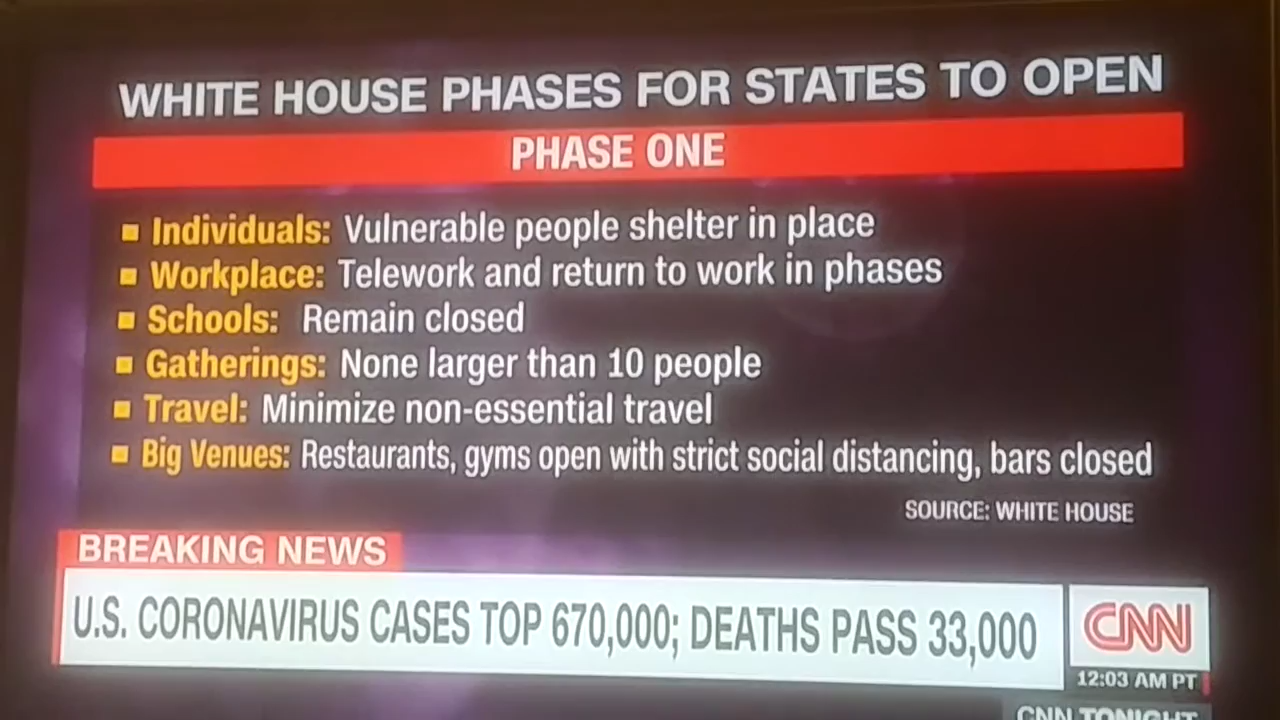 WHITE HOUSE PHASES FOR STATES TO OPEN
PHASE ONE
Individuals: Vulnerable people shelter in place
Workplace: Telework and return to work in phases
Schools: Remain closed
Gatherings: None larger than 10 people
Travel: Minimize non-essential travel
Big Venues: Restaurants, gyms open with strict social distancing, bars closed
SOURCE: WHITE HOUSE
BREAKING NEWS
U.S. CORONAVIRUS CASES TOP 670,000; DEATHS PASS 33,000
CNN
12:03 AM PT
CNN TONIGHT